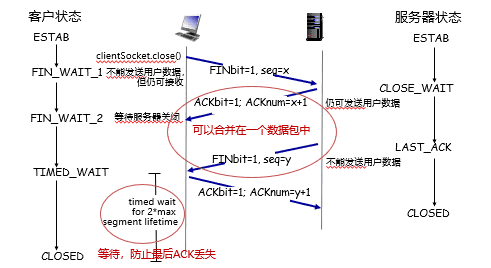 客户状态
服务器状态
ESTAB
ESTAB
clientSocket.close()
FIN_WAIT_1
不能发送用户数据,
但仍可接收
FINbit=1, seq=x
CLOSE_WAIT
ACKbit=1; ACKnum=x+1
仍可发送用户数据
FIN_WAIT_2
等待服务器关闭
可以合并在一个数据包中
LAST_ACK
FINbit=1, seq=y
不能发送用户数据
TIMED_WAIT
ACKbit=1; ACKnum=y+1
timed wait
for 2*max
segment lifetime
CLOSED
CLOSED
等待，防止最后ACK丢失